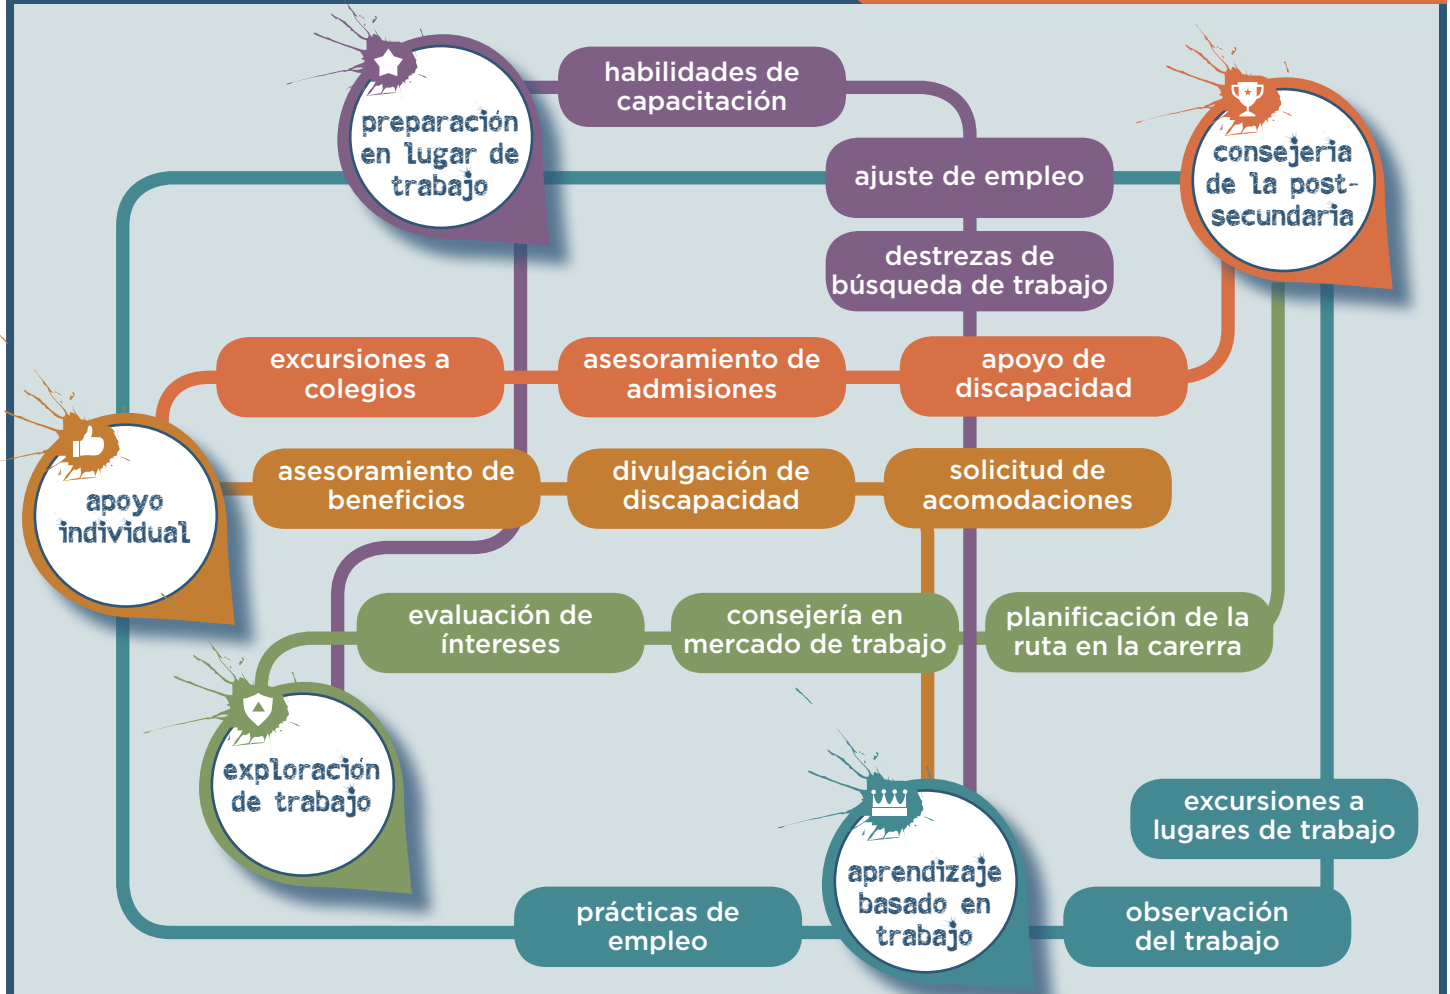 habilidades de
capacitación
preparación
en lugar de
trabajo
consejeria
de la post-
secundaria
ajuste de empleo
destrezas de
búsqueda de trabajo
excursiones a
colegios
asesoramiento de
admisiones
apoyo de
discapacidad
asesoramiento de
beneficios
divulgación de
discapacidad
solicitud de
acomodaciones
apoyo
individual
evaluación de
íntereses
consejería en
mercado de trabajo
planificación de la
ruta en la carerra
exploración
de trabajo
excursiones a
lugares de trabajo
aprendizaje
basado en
trabajo
prácticas de
empleo
observación
del trabajo